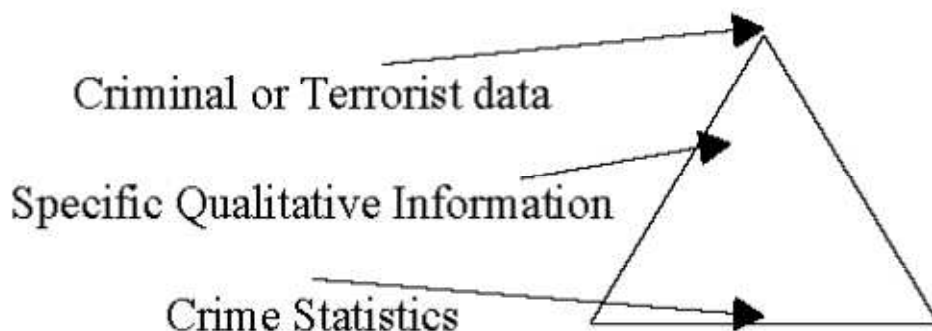 Criminal or Terrorist data
Specific Qualitative Information
Crime Statistics